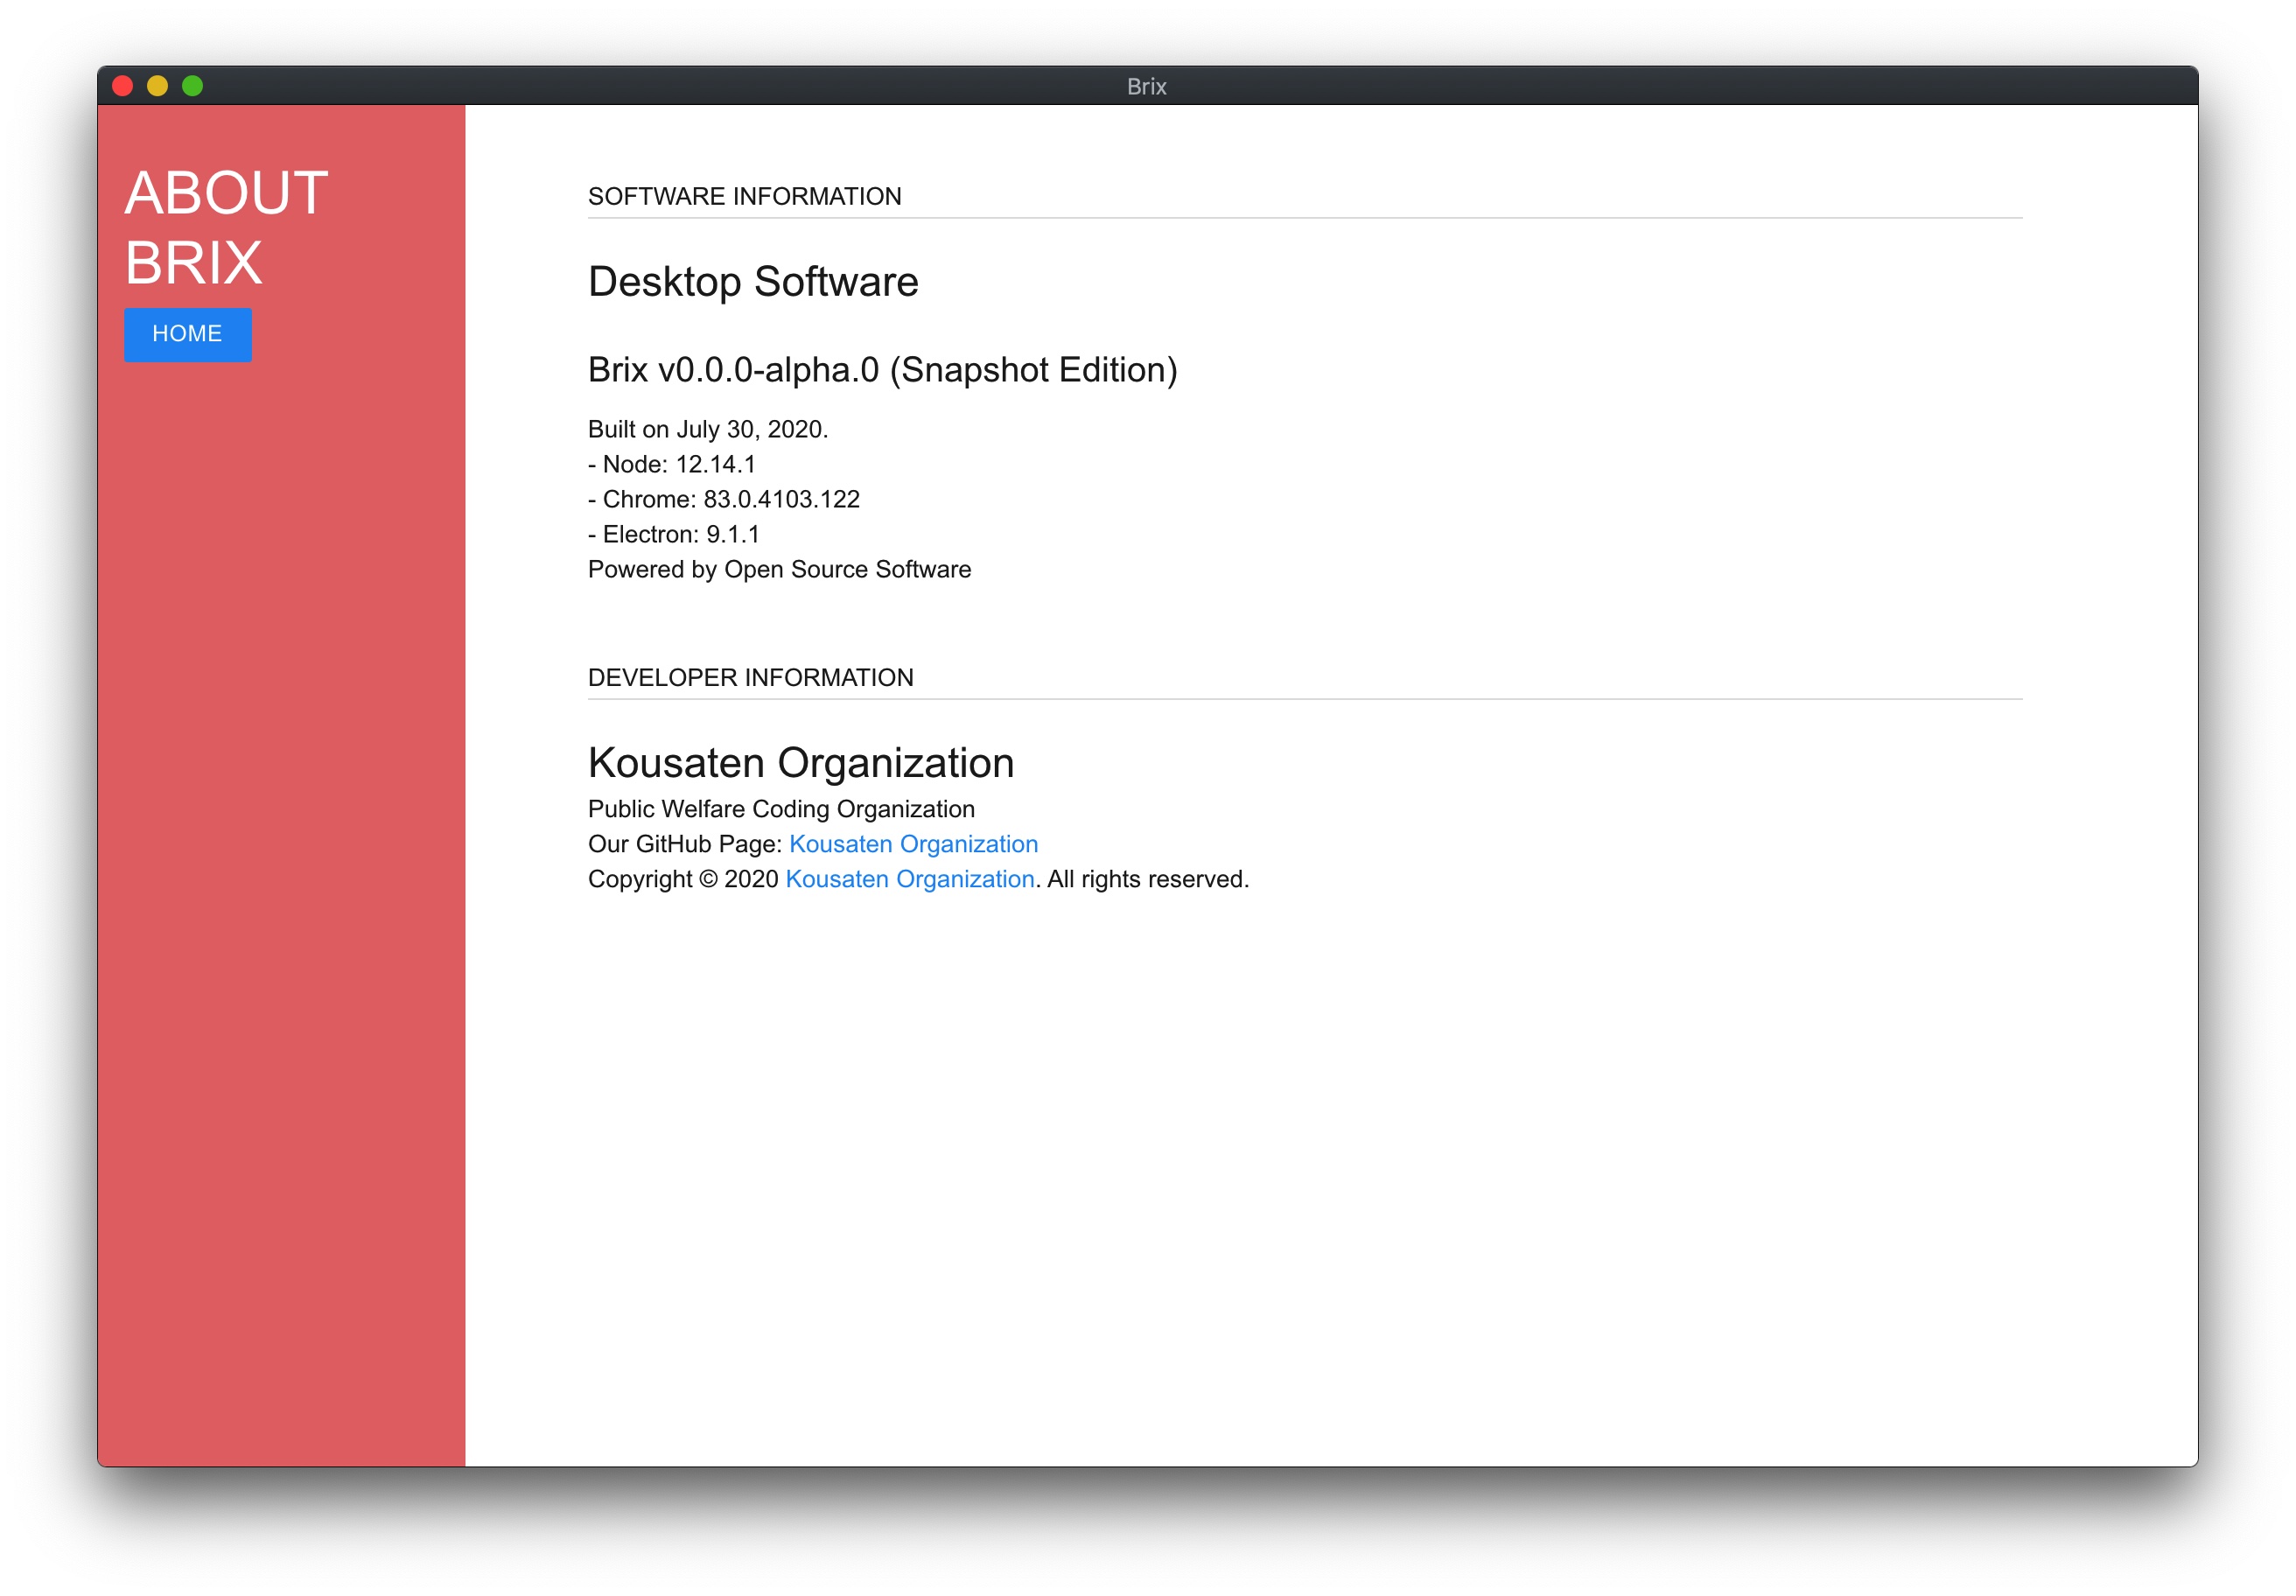 Brix
ABOUT
BRIX
HOME
SOFTWARE INFORMATION
Desktop Software
Brix v0.0.0-alpha.0 (Snapshot Edition)
Built on July 30, 2020.
- Node: 12.14.1
- Chrome: 83.0.4103.122
- Electron: 9.1.1
Powered by Open Source Software
DEVELOPER INFORMATION
Kousaten Organization
Public Welfare Coding Organization
Our GitHub Page: Kousaten Organization
Copyright © 2020 Kousaten Organization. All rights reserved.